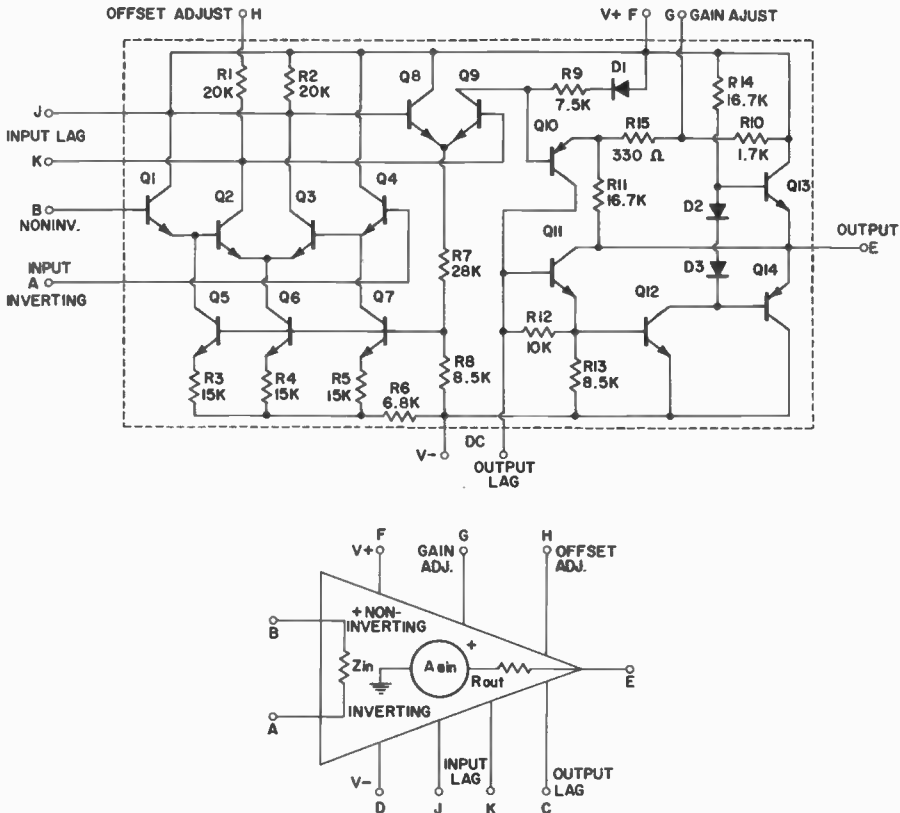 OFFSET ADJUST H
V+ F
G GAIN AJUST
R1
20K
R2
20K
Q8
Q9
R9
7.5K
D1
R14
16.7K
J
INPUT LAG
K
Q10
R15
330 Ω
R10
1.7K
Q1
Q2
Q3
Q4
R11
16.7K
Q13
B
NONINV.
D2
Q11
OUTPUT
E
INPUT
A
INVERTING
R7
28K
D3
Q14
Q5
Q6
Q7
Q12
R12
10K
R3
15K
R4
15K
R5
15K
R6
6.8K
R8
8.5K
R13
8.5K
V-
DC
OUTPUT
LAG
F
V+
G
GAIN
ADJ.
H
OFFSET
ADJ.
B
+ NON-
INVERTING
Zin
A ein
+
Rout
E
A
INVERTING
V-
D
J
INPUT
LAG
K
C
OUTPUT
LAG